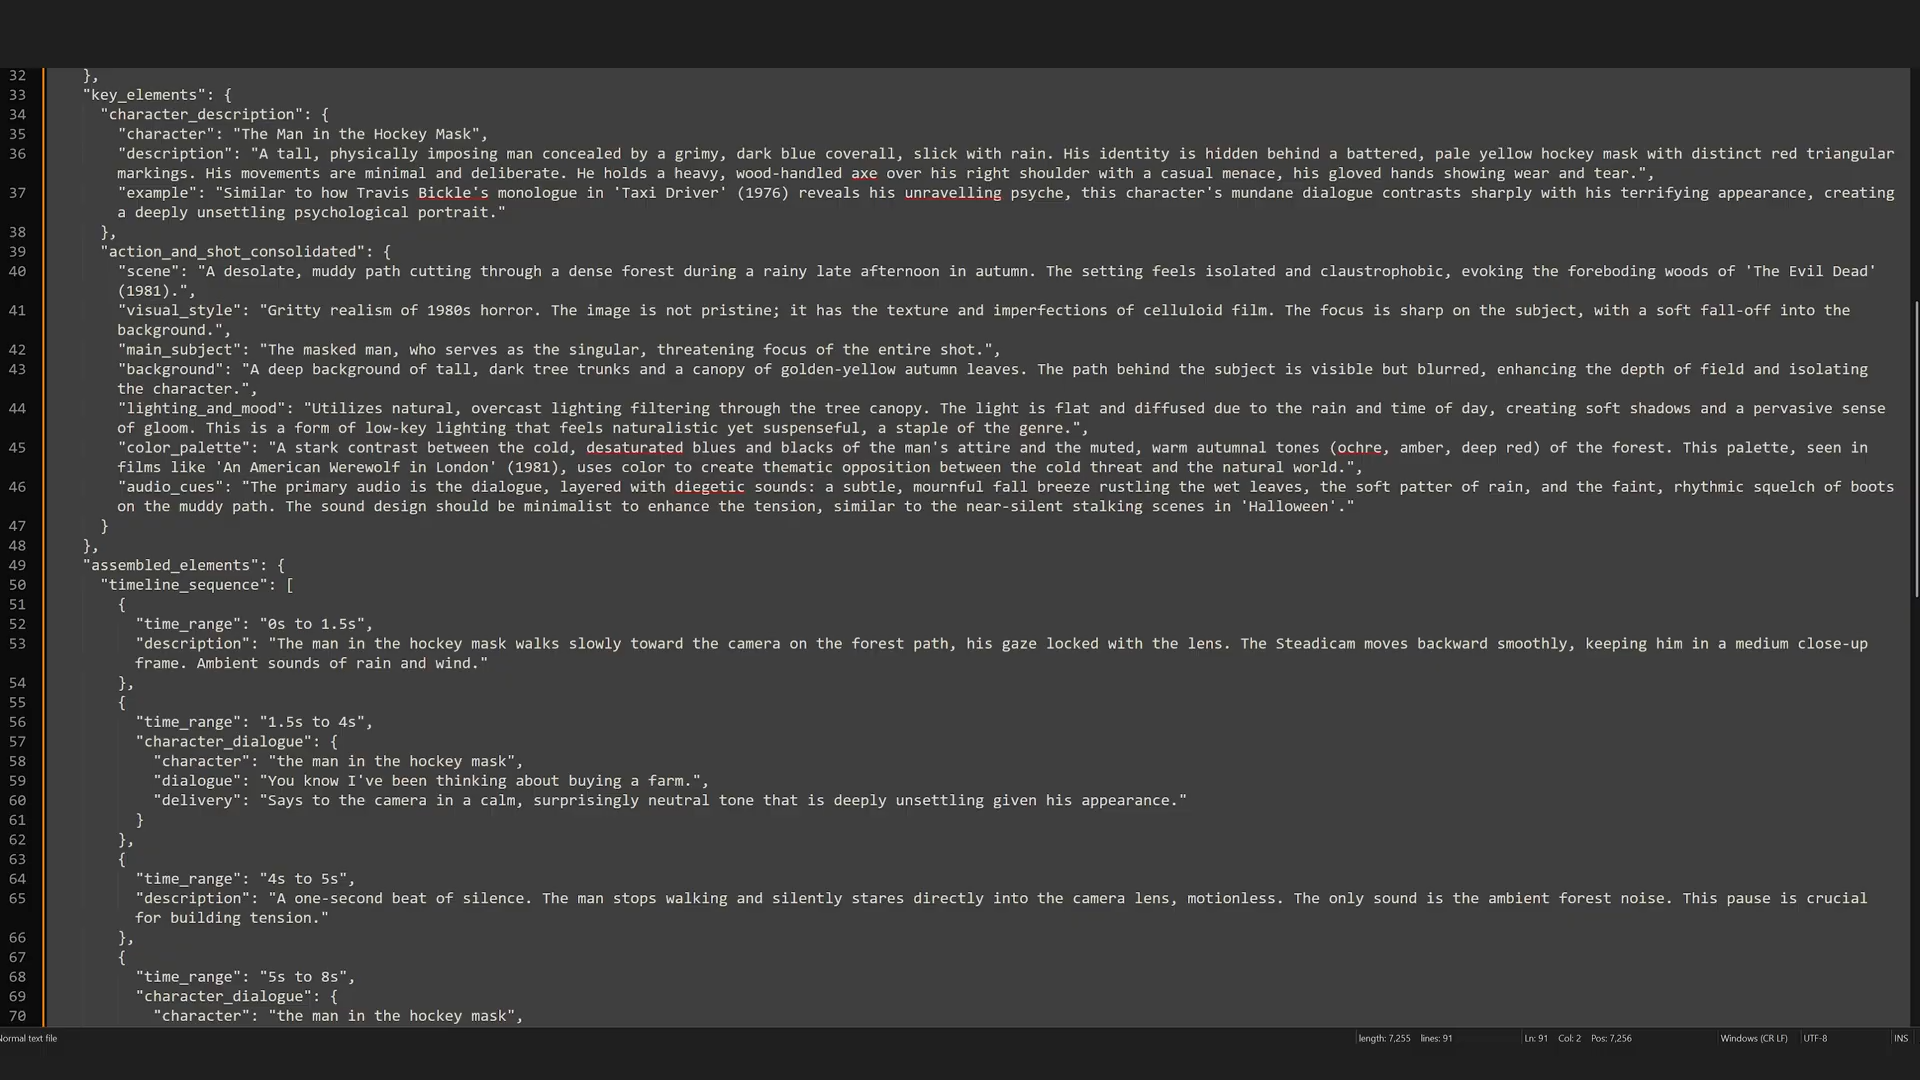 32 },
33 "key_elements": {
34 "character_description": {
35 "character": "The Man in the Hockey Mask",
36 "description": "A tall, physically imposing man concealed by a grimy, dark blue coverall, slick with rain. His identity is hidden behind a battered, pale yellow hockey mask with distinct red triangular
markings. His movements are minimal and deliberate. He holds a heavy, wood-handled axe over his right shoulder with a casual menace, his gloved hands showing wear and tear.",
37 "example": "Similar to how Travis Bickle's monologue in 'Taxi Driver' (1976) reveals his unravelling psyche, this character's mundane dialogue contrasts sharply with his terrifying appearance, creating
a deeply unsettling psychological portrait."
38 },
39 "action_and_shot_consolidated": {
40 "scene": "A desolate, muddy path cutting through a dense forest during a rainy late afternoon in autumn. The setting feels isolated and claustrophobic, evoking the foreboding woods of 'The Evil Dead'
(1981).",
41 "visual_style": "Gritty realism of 1980s horror. The image is not pristine; it has the texture and imperfections of celluloid film. The focus is sharp on the subject, with a soft fall-off into the
background.",
42 "main_subject": "The masked man, who serves as the singular, threatening focus of the entire shot.",
43 "background": "A deep background of tall, dark tree trunks and a canopy of golden-yellow autumn leaves. The path behind the subject is visible but blurred, enhancing the depth of field and isolating
the character.",
44 "lighting_and_mood": "Utilizes natural, overcast lighting filtering through the tree canopy. The light is flat and diffused due to the rain and time of day, creating soft shadows and a pervasive sense
of gloom. This is a form of low-key lighting that feels naturalistic yet suspenseful, a staple of the genre.",
45 "color_palette": "A stark contrast between the cold, desaturated blues and blacks of the man's attire and the muted, warm autumnal tones (ochre, amber, deep red) of the forest. This palette, seen in
films like 'An American Werewolf in London' (1981), uses color to create thematic opposition between the cold threat and the natural world.",
46 "audio_cues": "The primary audio is the dialogue, layered with diegetic sounds: a subtle, mournful fall breeze rustling the wet leaves, the soft patter of rain, and the faint, rhythmic squelch of boots
on the muddy path. The sound design should be minimalist to enhance the tension, similar to the near-silent stalking scenes in 'Halloween'."
47 }
48 },
49 "assembled_elements": {
50 "timeline_sequence": [
51 {
52 "time_range": "0s to 1.5s",
53 "description": "The man in the hockey mask walks slowly toward the camera on the forest path, his gaze locked with the lens. The Steadicam moves backward smoothly, keeping him in a medium close-up
frame. Ambient sounds of rain and wind."
54 },
55 {
56 "time_range": "1.5s to 4s",
57 "character_dialogue": {
58 "character": "the man in the hockey mask",
59 "dialogue": "You know I've been thinking about buying a farm.",
60 "delivery": "Says to the camera in a calm, surprisingly neutral tone that is deeply unsettling given his appearance."
61 }
62 },
63 {
64 "time_range": "4s to 5s",
65 "description": "A one-second beat of silence. The man stops walking and silently stares directly into the camera lens, motionless. The only sound is the ambient forest noise. This pause is crucial
for building tension."
66 },
67 {
68 "time_range": "5s to 8s",
69 "character_dialogue": {
70 "character": "the man in the hockey mask",
Normal text file length: 7,255 lines: 91 Ln: 91 Col: 2 Pos: 7,256 Windows (CR LF) UTF-8 INS